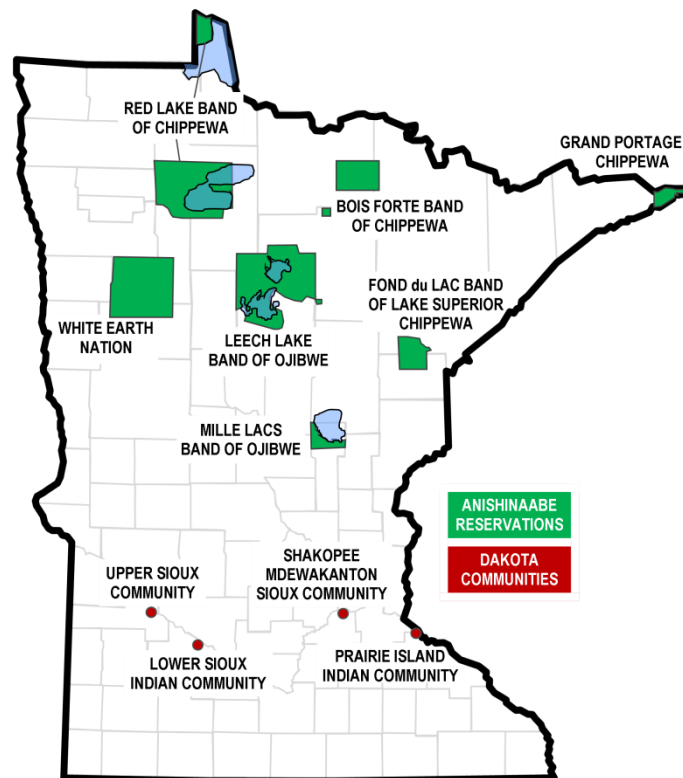 RED LAKE BAND
OF CHIPPEWA
GRAND PORTAGE
CHIPPEWA
BOIS FORTE BAND
OF CHIPPEWA
FOND du LAC BAND
OF LAKE SUPERIOR
CHIPPEWA
WHITE EARTH
NATION
LEECH LAKE
BAND OF OJIBWE
MILLE LACS
BAND OF OJIBWE
ANISHINAABE
RESERVATIONS
DAKOTA
COMMUNITIES
UPPER SIOUX
COMMUNITY
SHAKOPEE
MDEWAKANTON
SIOUX COMMUNITY
LOWER SIOUX
INDIAN COMMUNITY
PRAIRIE ISLAND
INDIAN COMMUNITY